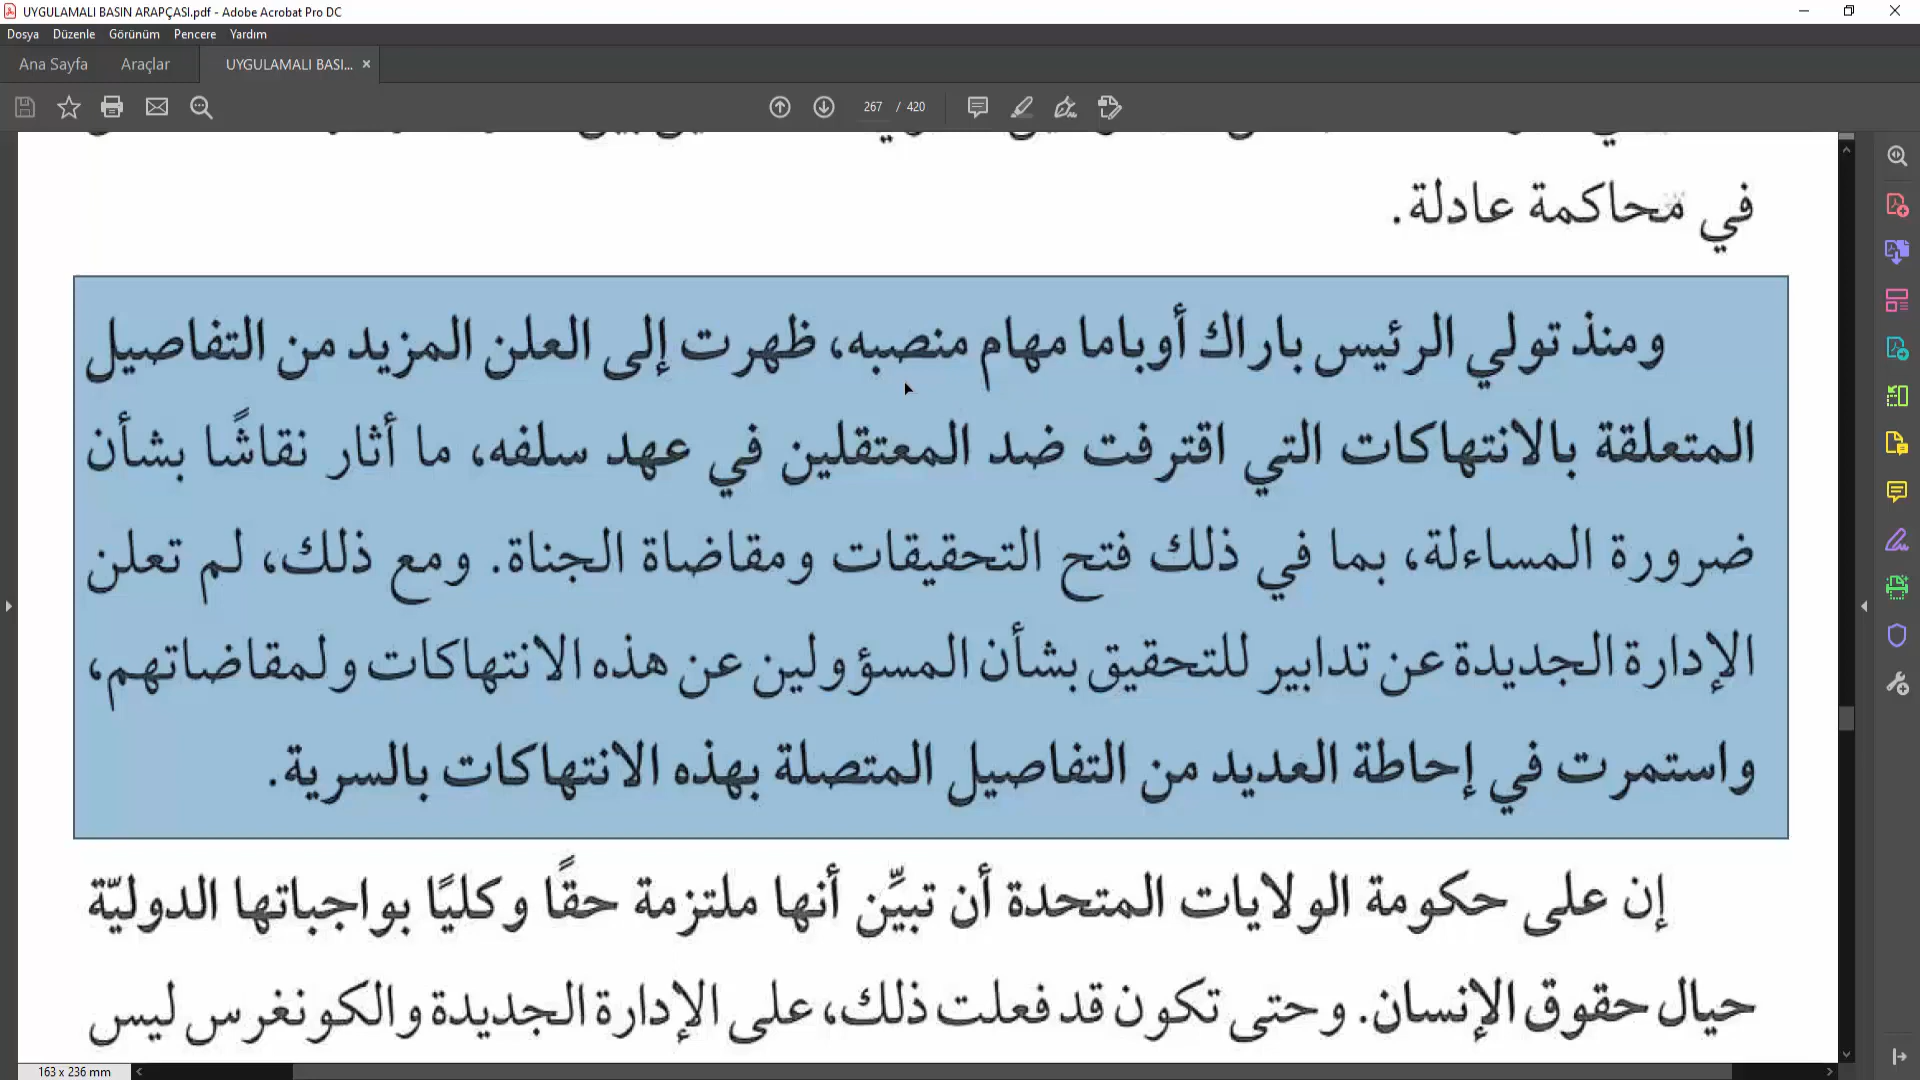 UYGULAMALI BASIN ARAPÇASI.pdf - Adobe Acrobat Pro DC
Dosya Düzenle Görünüm Pencere Yardım
Ana Sayfa Araçlar UYGULAMALI BASI... ×
267 / 420
في محاكمة عادلة.
ومنذ تولي الرئيس باراك أوباما مهام منصبه، ظهرت إلى العلن المزيد من التفاصيل
المتعلقة بالانتهاكات التي اقترفت ضد المعتقلين في عهد سلفه، ما أثار نقاشًا بشأن
ضرورة المساءلة، بما في ذلك فتح التحقيقات ومقاضاة الجناة. ومع ذلك، لم تعلن
الإدارة الجديدة عن تدابير للتحقيق بشأن المسؤولين عن هذه الانتهاكات ولمقاضاتهم،
واستمرت في إحاطة العديد من التفاصيل المتصلة بهذه الانتهاكات بالسرية.
إن على حكومة الولايات المتحدة أن تبيِّن أنها ملتزمة حقًا وكليًا بواجباتها الدوليّة
حيال حقوق الإنسان. وحتى تكون قد فعلت ذلك، على الإدارة الجديدة والكونغرس ليس
163 x 236 mm